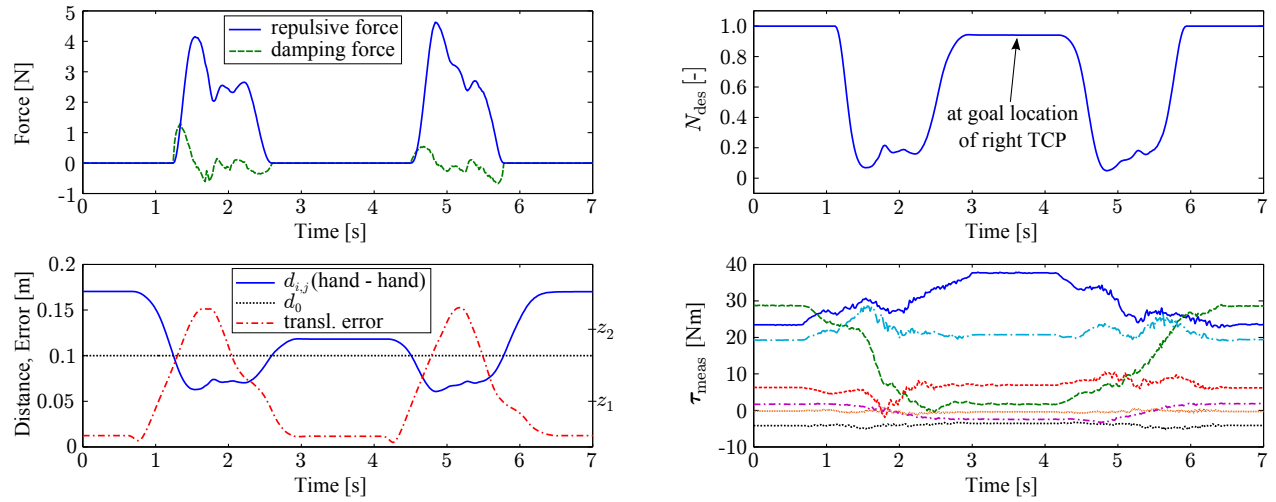 5
4
3
2
1
0
-1
Force [N]
repulsive force
damping force
0 1 2 3 4 5 6 7
Time [s]
1.0
0.8
0.6
0.4
0.2
0
N_des [-]
at goal location
of right TCP
0 1 2 3 4 5 6 7
Time [s]
0.2
0.15
0.1
0.05
0
Distance, Error [m]
d_{i,j}(hand - hand)
d_0
transl. error
z_2
z_1
0 1 2 3 4 5 6 7
Time [s]
40
30
20
10
0
-10
τ_meas [Nm]
0 1 2 3 4 5 6 7
Time [s]